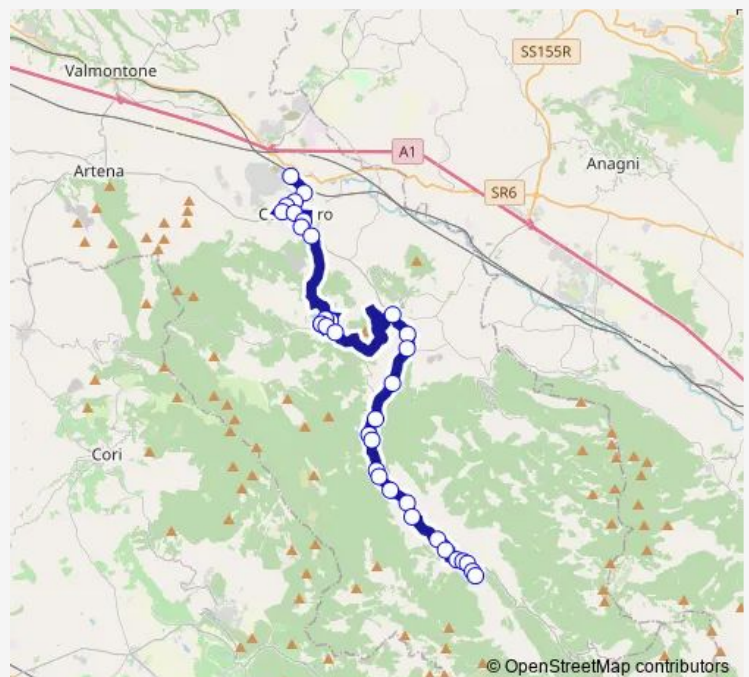 SS155R
Valmontone
A1
Anagni
Artena
SR6
Cori
© OpenStreetMap contributors